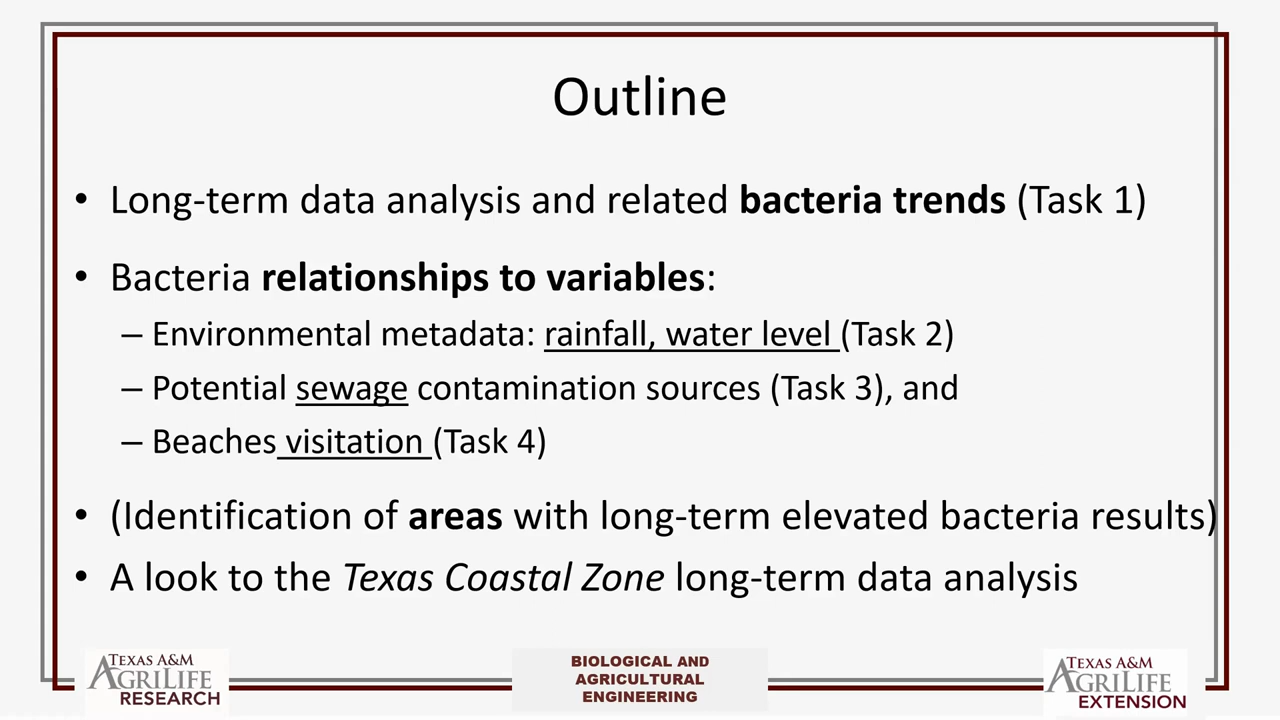 Outline
• Long-term data analysis and related bacteria trends (Task 1)
• Bacteria relationships to variables:
– Environmental metadata: rainfall, water level (Task 2)
– Potential sewage contamination sources (Task 3), and
– Beaches visitation (Task 4)
• (Identification of areas with long-term elevated bacteria results)
• A look to the Texas Coastal Zone long-term data analysis
TEXAS A&M
AGRILIFE
RESEARCH
BIOLOGICAL AND
AGRICULTURAL
ENGINEERING
TEXAS A&M
AGRILIFE
EXTENSION